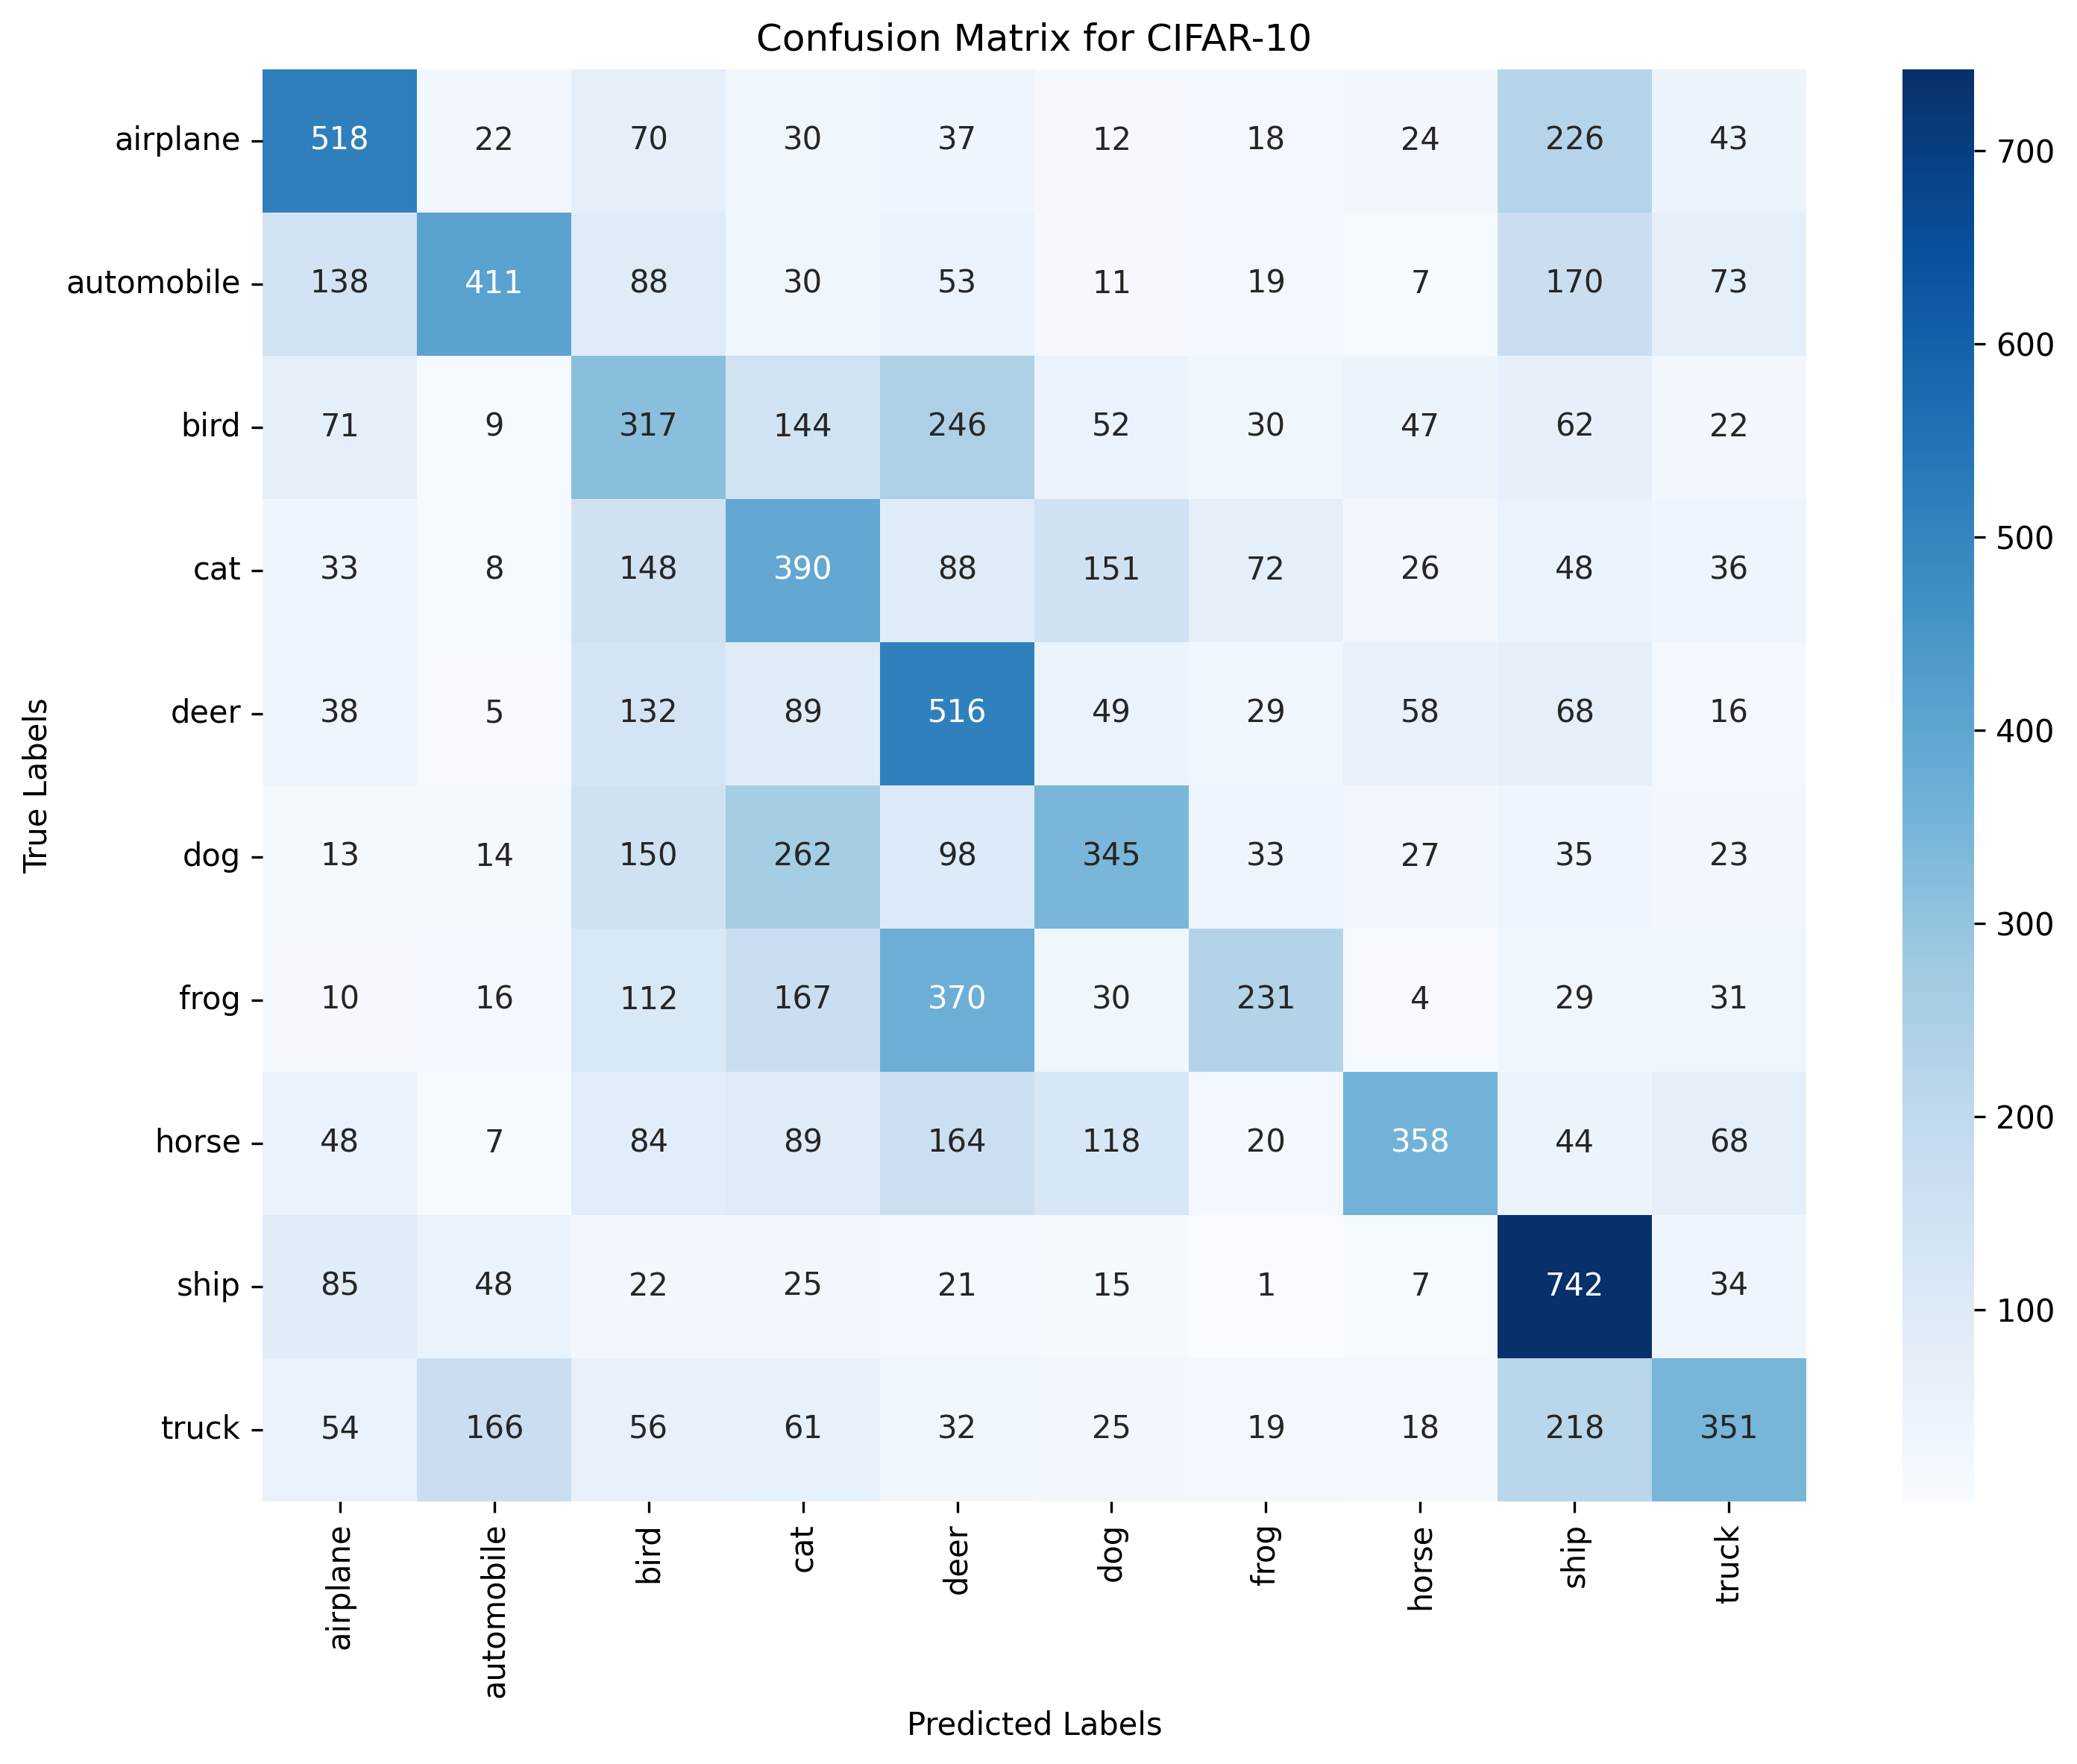 Confusion Matrix for CIFAR-10
airplane 518 22 70 30 37 12 18 24 226 43
automobile 138 411 88 30 53 11 19 7 170 73
bird 71 9 317 144 246 52 30 47 62 22
cat 33 8 148 390 88 151 72 26 48 36
deer 38 5 132 89 516 49 29 58 68 16
dog 13 14 150 262 98 345 33 27 35 23
frog 10 16 112 167 370 30 231 4 29 31
horse 48 7 84 89 164 118 20 358 44 68
ship 85 48 22 25 21 15 1 7 742 34
truck 54 166 56 61 32 25 19 18 218 351
airplane automobile bird cat deer dog frog horse ship truck
Predicted Labels
True Labels
700
600
500
400
300
200
100